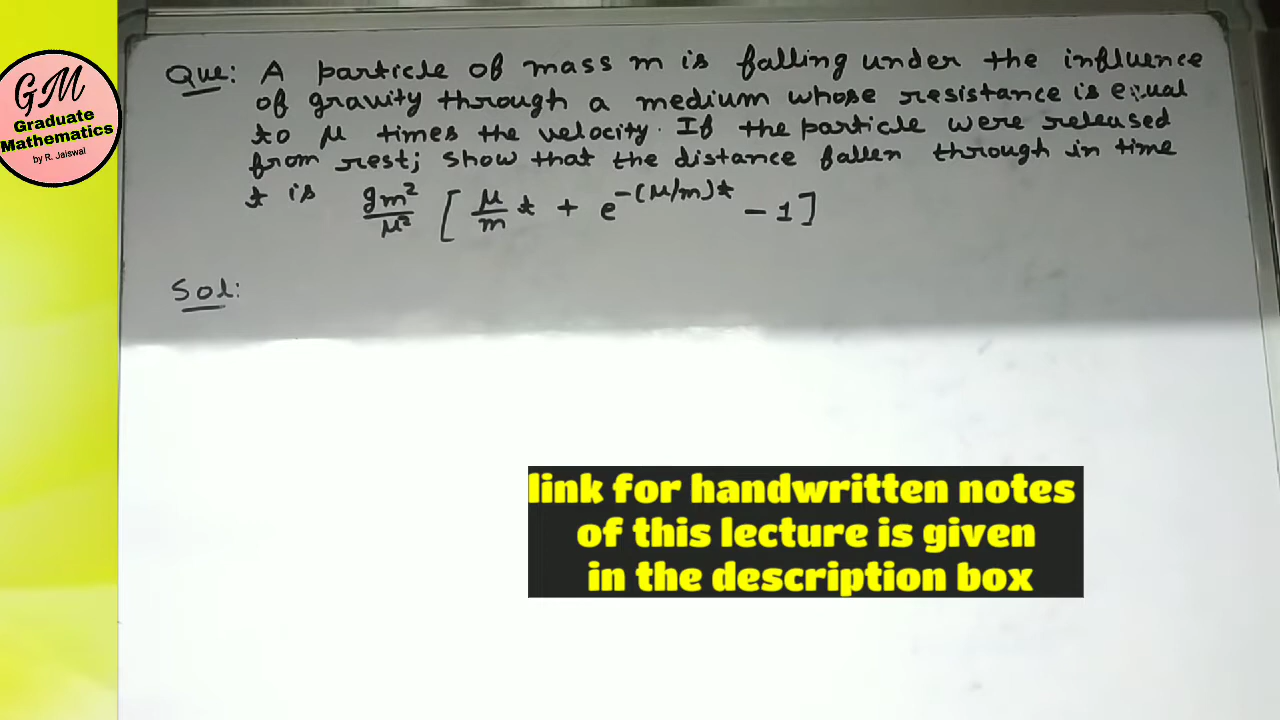 GM
Graduate
Mathematics
by R. Jaiswal
Que: A particle of mass m is falling under the influence
of gravity through a medium whose resistance is equal
to μ times the velocity. If the particle were released
from rest; show that the distance fallen through in time
t is gm²/μ² [μ/m t + e^-(μ/m)t - 1]
Sol:
link for handwritten notes
of this lecture is given
in the description box